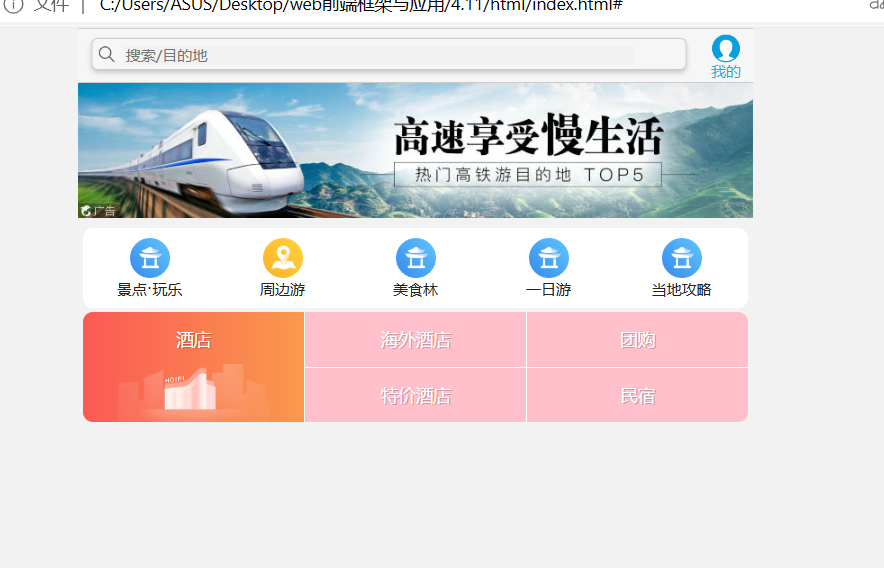 文件 | C:/Users/ASUS/Desktop/web前端框架与应用/4.11/html/index.html#
搜索/目的地
我的
高速享受慢生活
热门高铁游目的地 TOP5
广告
景点·玩乐 周边游 美食林 一日游 当地攻略
酒店 海外酒店 团购
HOTEL
特价酒店 民宿